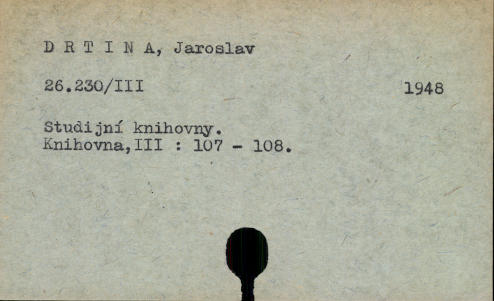 D R T I N A, Jaroslav
26.230/III 1948
Studijní knihovny.
Knihovna,III : 107 - 108.